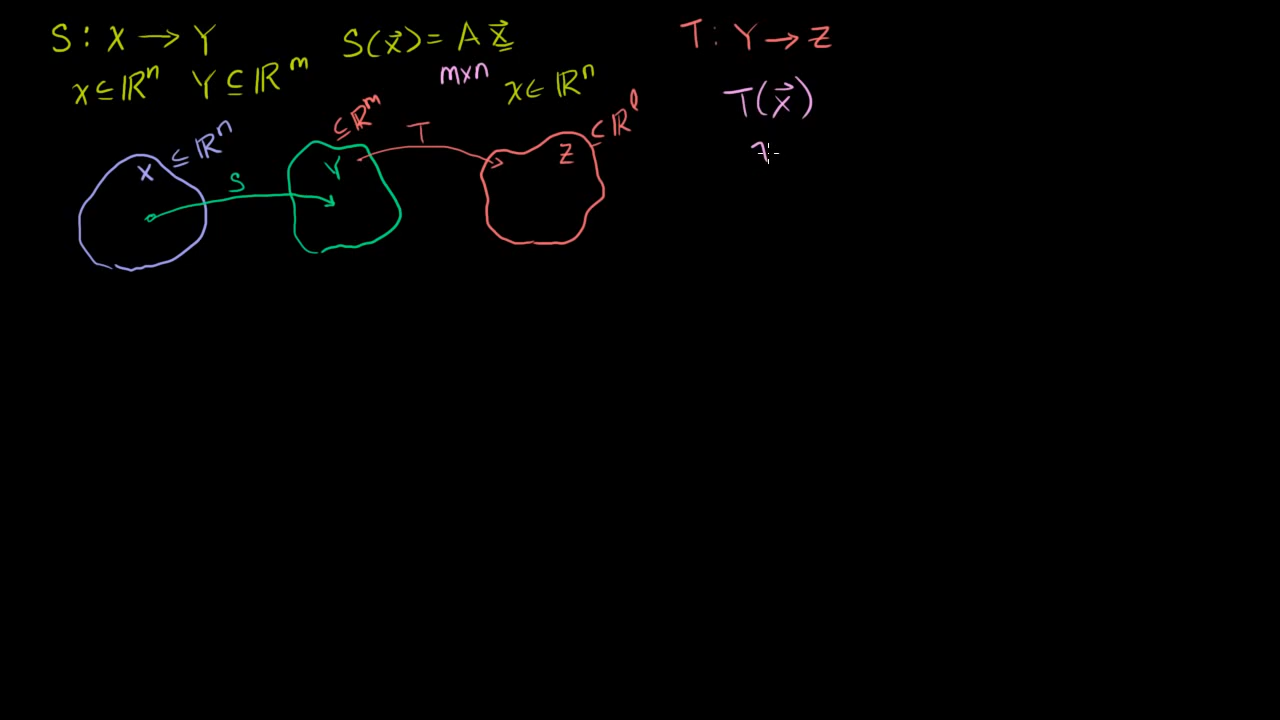 S : X → Y
S(x⃗) = A x⃗
T : Y → Z
X ⊆ ℝⁿ
Y ⊆ ℝᵐ
m×n
x ∈ ℝⁿ
T(x⃗)
X ⊆ ℝⁿ
S
Y ⊆ ℝᵐ
T
Z ⊆ ℝˡ